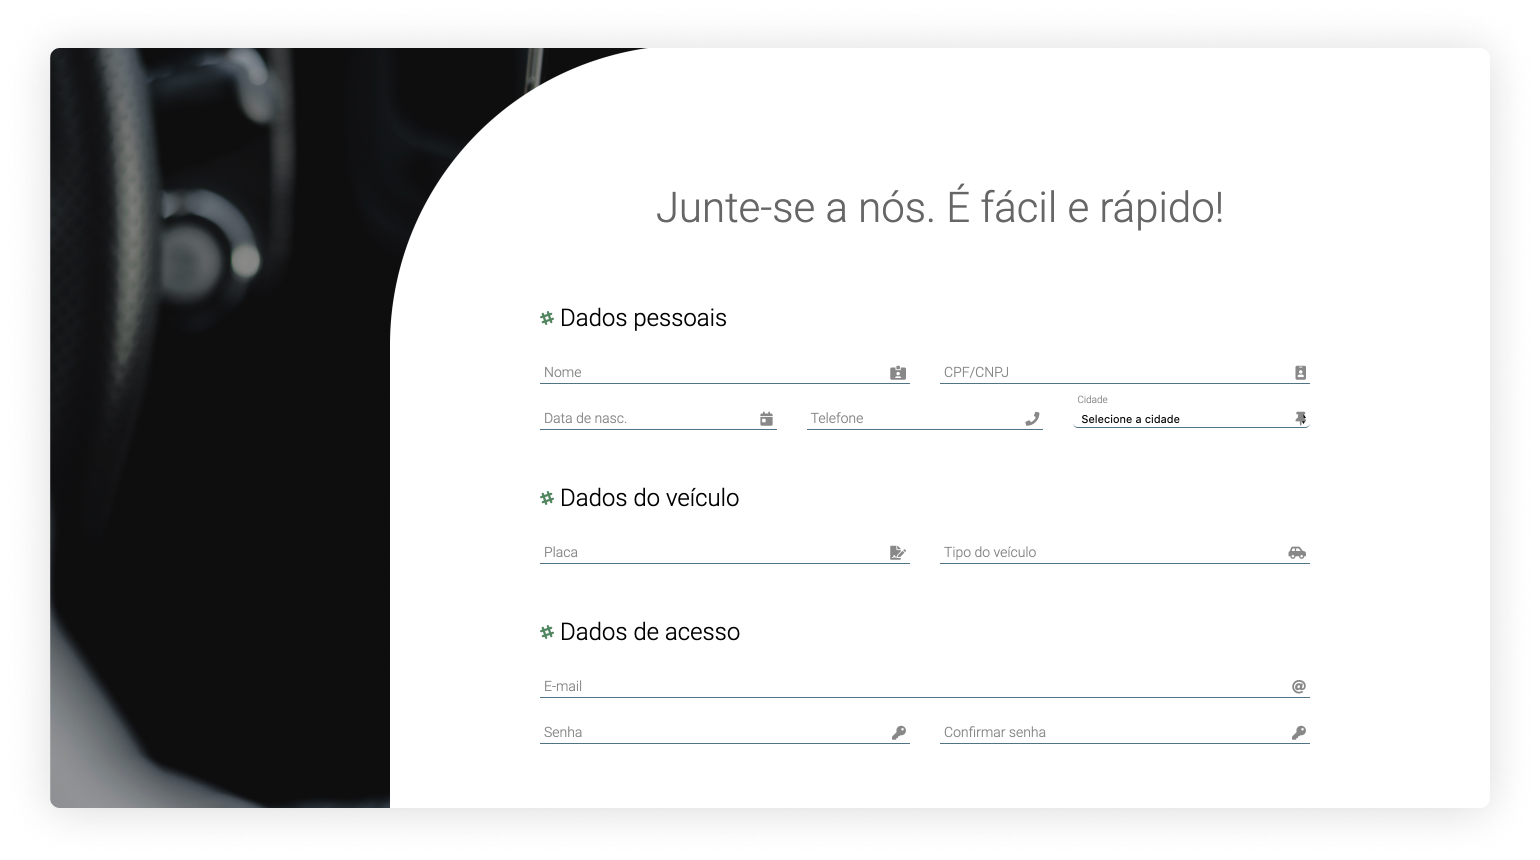 Junte-se a nós. É fácil e rápido!
Dados pessoais
Nome
CPF/CNPJ
Data de nasc.
Telefone
Cidade
Selecione a cidade
Dados do veículo
Placa
Tipo do veículo
Dados de acesso
E-mail
@
Senha
Confirmar senha